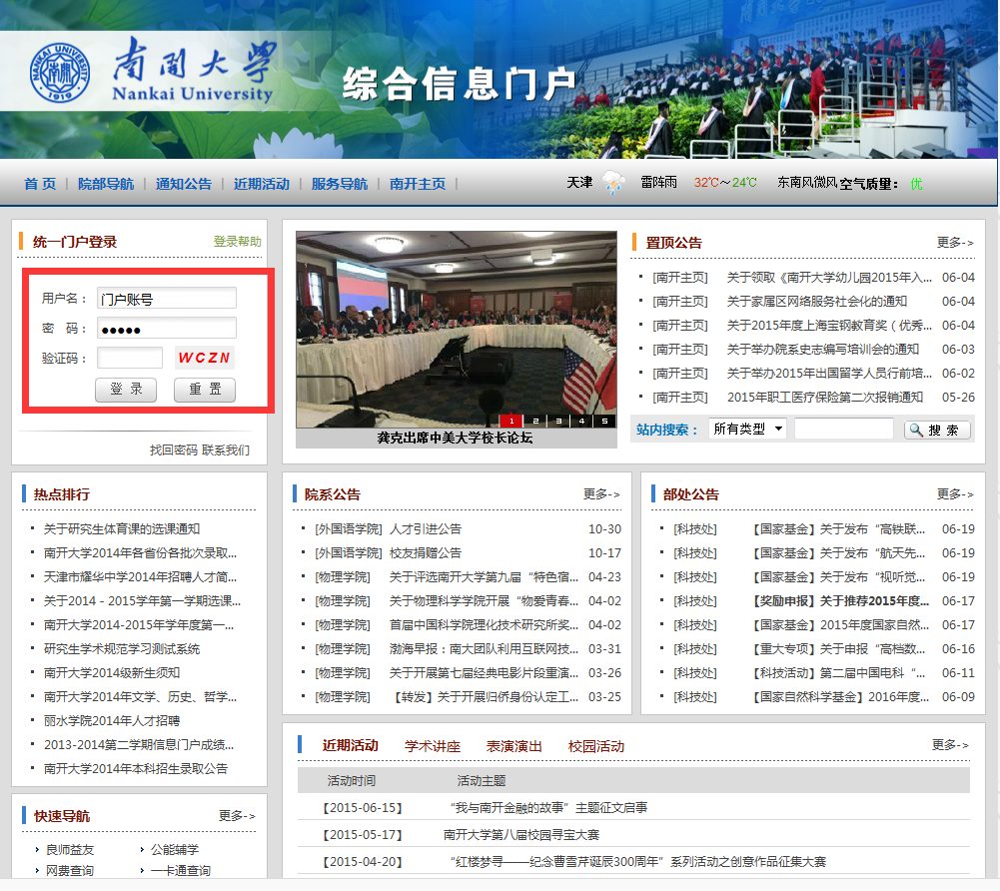 NANKAI UNIVERSITY
1919
南開大學
Nankai University
综合信息门户
首 页 | 院部导航 | 通知公告 | 近期活动 | 服务导航 | 南开主页 |
天津 雷阵雨 32℃~24℃ 东南风微风 空气质量： 优
统一门户登录 登录帮助
用户名： 门户账号
密 码： ●●●●●
验证码： WCZN
登 录 重 置
找回密码 联系我们
1 2 3 4 5
龚克出席中美大学校长论坛
置顶公告 更多->
[南开主页] 关于领取《南开大学幼儿园2015年入... 06-04
[南开主页] 关于家属区网络服务社会化的通知 06-04
[南开主页] 关于2015年度上海宝钢教育奖（优秀... 06-04
[南开主页] 关于举办院系史志编写培训会的通知 06-03
[南开主页] 关于举办2015年出国留学人员行前培... 06-02
[南开主页] 2015年职工医疗保险第二次报销通知 05-26
站内搜索： 所有类型 搜 索
热点排行
关于研究生体育课的选课通知
南开大学2014年各省份各批次录取...
天津市耀华中学2014年招聘人才简...
关于2014－2015学年第一学期选课...
南开大学2014-2015年学年度第一...
研究生学术规范学习测试系统
南开大学2014级新生须知
南开大学2014年文学、历史、哲学...
丽水学院2014年人才招聘
2013-2014第二学期信息门户成绩...
南开大学2014年本科招生录取公告
院系公告 更多->
[外国语学院] 人才引进公告 10-30
[外国语学院] 校友捐赠公告 10-17
[物理学院] 关于评选南开大学第九届“特色宿... 04-23
[物理学院] 关于物理科学学院开展“物爱青春... 04-02
[物理学院] 首届中国科学院理化技术研究所奖... 04-02
[物理学院] 渤海早报：南大团队利用互联网技... 03-31
[物理学院] 关于开展第七届经典电影片段重演... 03-26
[物理学院] 【转发】关于开展归侨身份认定工... 03-25
部处公告 更多->
[科技处] 【国家基金】关于发布“高铁联... 06-19
[科技处] 【国家基金】关于发布“航天先... 06-19
[科技处] 【国家基金】关于发布“视听觉... 06-19
[科技处] 【奖励申报】关于推荐2015年度... 06-17
[科技处] 【国家基金】2015年度国家自然... 06-17
[科技处] 【重大专项】关于申报“高档数... 06-16
[科技处] 【科技活动】第二届中国电科“... 06-11
[科技处] 【国家自然科学基金】2016年度... 06-09
近期活动 学术讲座 表演演出 校园活动 更多->
活动时间 活动主题
【2015-06-15】 “我与南开金融的故事”主题征文启事
【2015-05-17】 南开大学第八届校园寻宝大赛
【2015-04-20】 “红楼梦寻——纪念曹雪芹诞辰300周年”系列活动之创意作品征集大赛
快速导航 更多->
良师益友 公能辅学
网费查询 一卡通查询